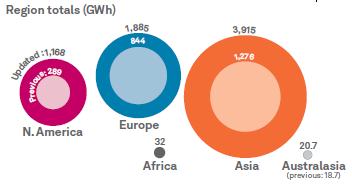 Region totals (GWh)
Updated :1,168
Previous: 289
N. America
1,885
844
Europe
32
Africa
3,915
1,276
Asia
20.7
Australasia
(previous: 18.7)